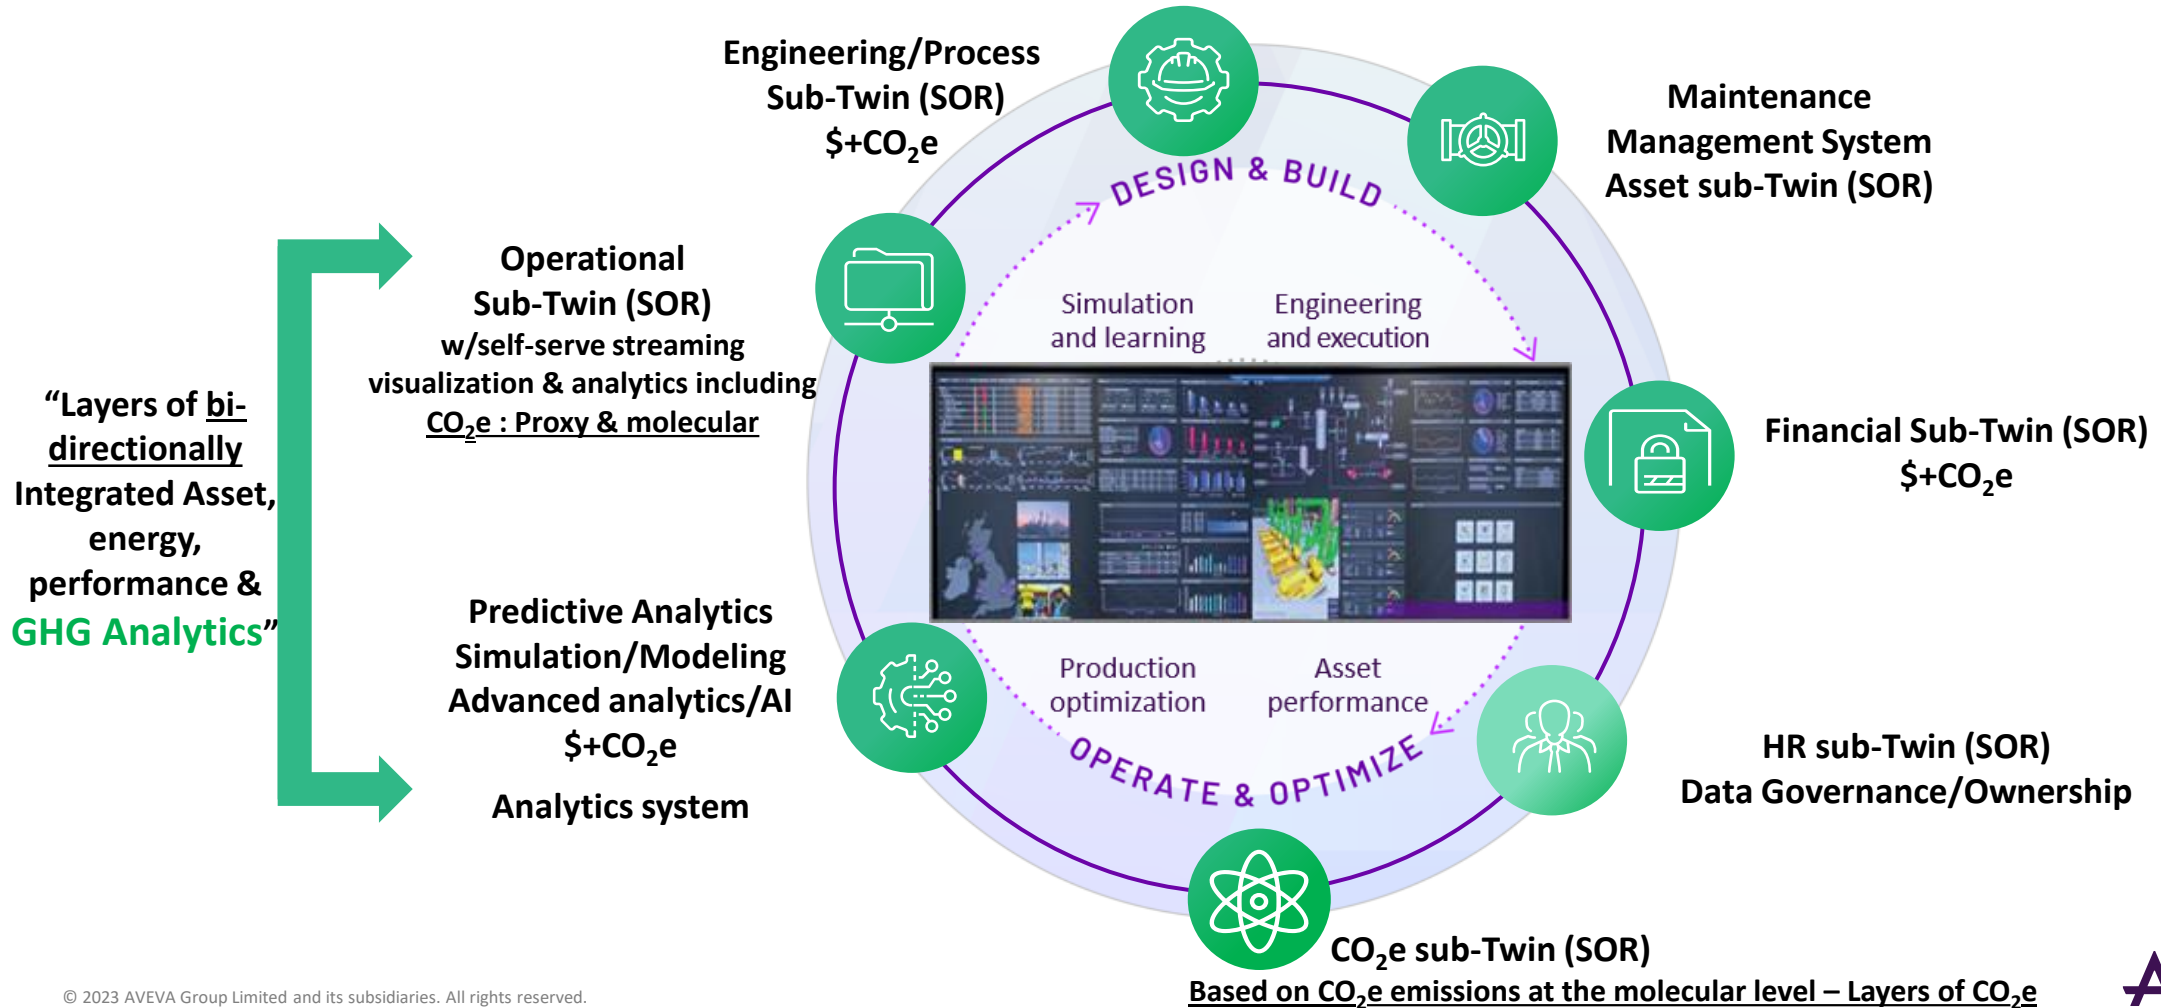 Engineering/Process
Sub-Twin (SOR)
$+CO₂e
Maintenance
Management System
Asset sub-Twin (SOR)
DESIGN & BUILD
Operational
Sub-Twin (SOR)
w/self-serve streaming
visualization & analytics including
CO₂e : Proxy & molecular
Simulation
and learning
Engineering
and execution
“Layers of bi-
directionally
Integrated Asset,
energy,
performance &
GHG Analytics”
Financial Sub-Twin (SOR)
$+CO₂e
Predictive Analytics
Simulation/Modeling
Advanced analytics/AI
$+CO₂e
Analytics system
Production
optimization
Asset
performance
OPERATE & OPTIMIZE
HR sub-Twin (SOR)
Data Governance/Ownership
CO₂e sub-Twin (SOR)
Based on CO₂e emissions at the molecular level – Layers of CO₂e
© 2023 AVEVA Group Limited and its subsidiaries. All rights reserved.